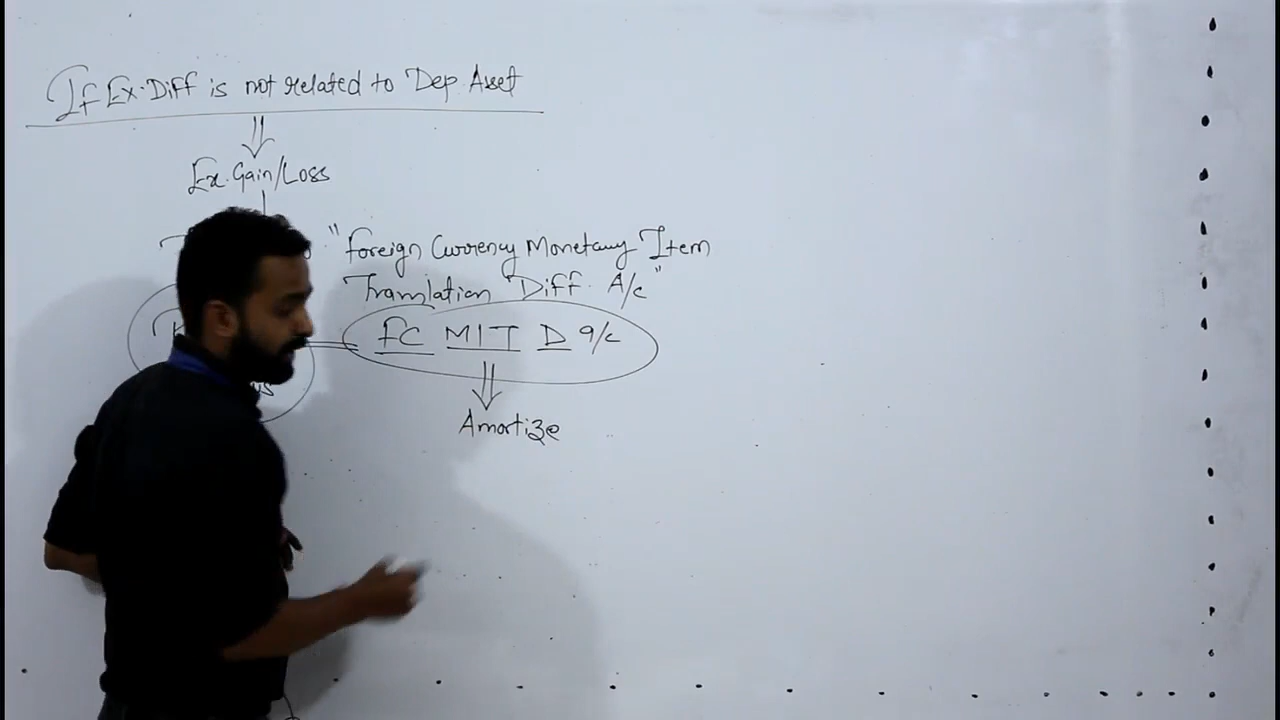 If Ex. Diff is not related to Dep. Asset
Ex. Gain/Loss
"Foreign Currency Monetary Item
Translation Diff. A/c"
FC MIT D a/c
Amortize